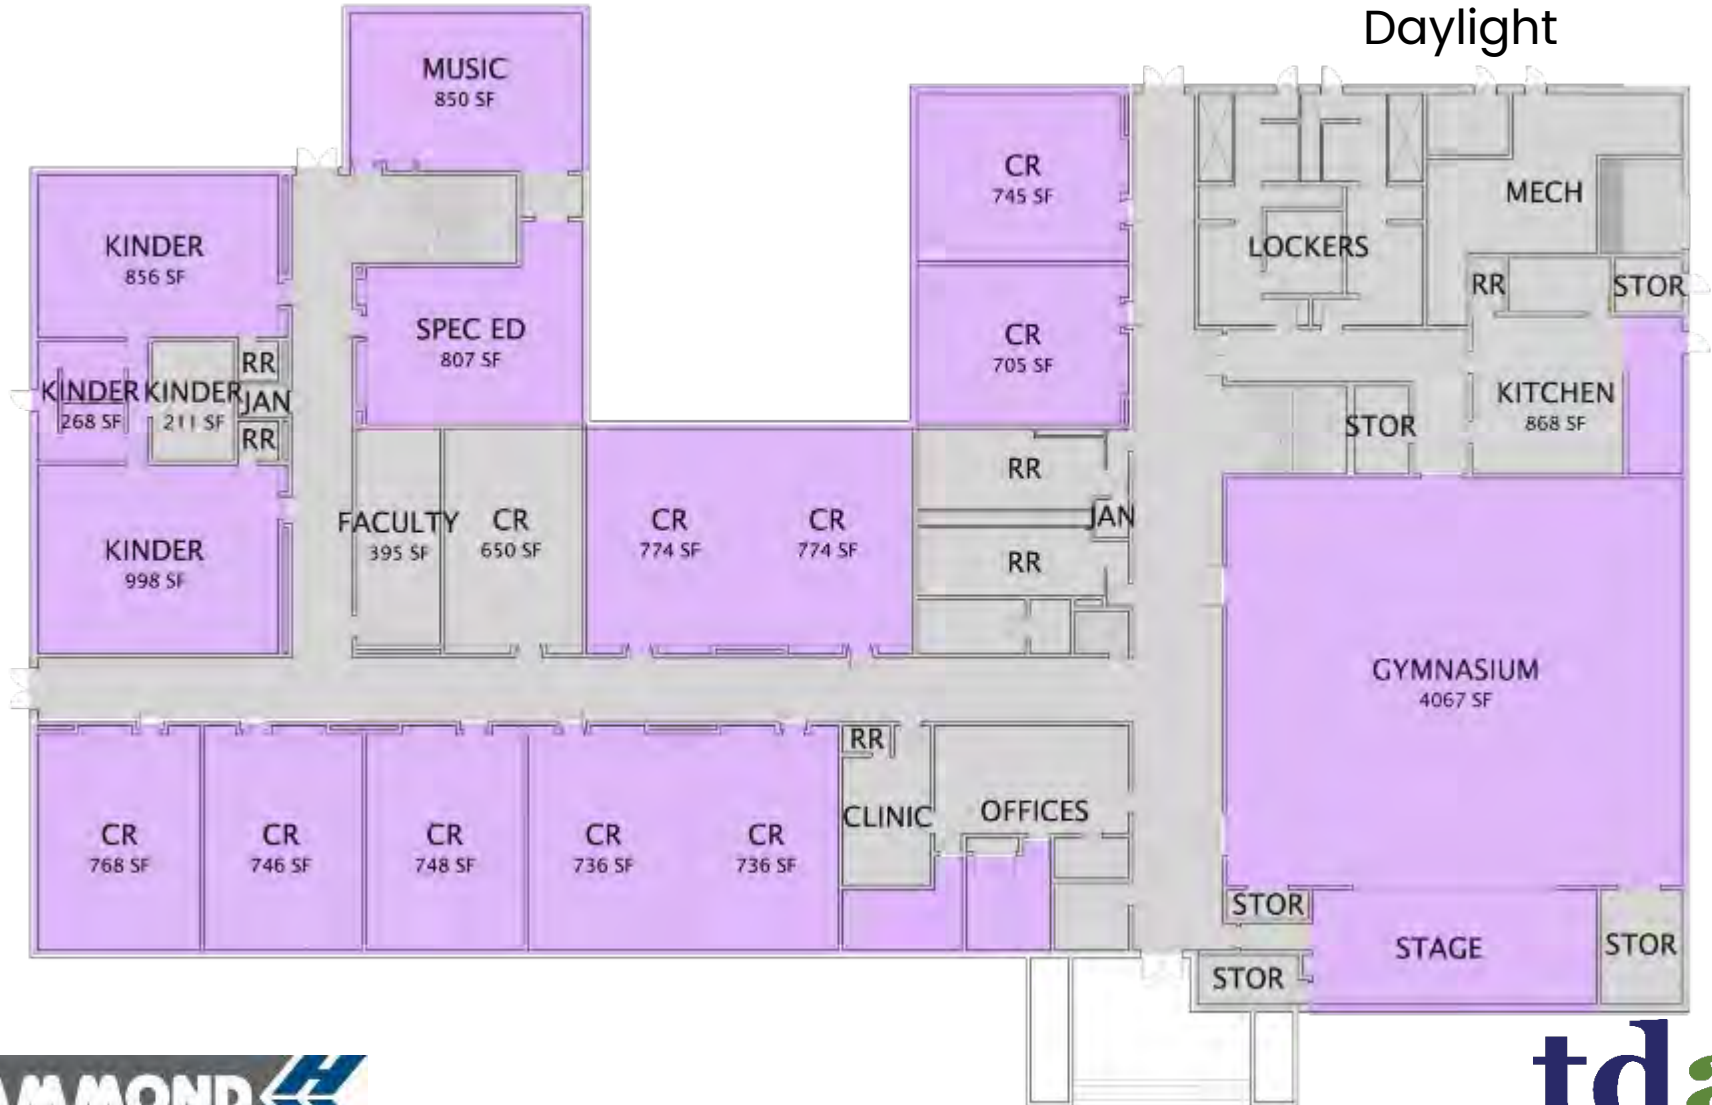 Daylight
MUSIC
850 SF
CR
745 SF
MECH
KINDER
856 SF
LOCKERS
RR
STOR
SPEC ED
807 SF
CR
705 SF
RR
KINDER
268 SF
KINDER
211 SF
JAN
RR
KITCHEN
868 SF
STOR
RR
FACULTY
395 SF
CR
650 SF
CR
774 SF
CR
774 SF
JAN
RR
KINDER
998 SF
GYMNASIUM
4067 SF
RR
CLINIC
OFFICES
CR
768 SF
CR
746 SF
CR
748 SF
CR
736 SF
CR
736 SF
STOR
STAGE
STOR
STOR
tda